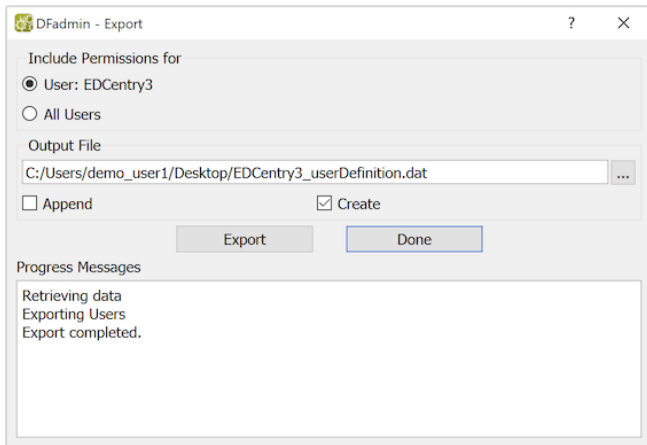 DFadmin - Export
Include Permissions for
User: EDCentry3
All Users
Output File
C:/Users/demo_user1/Desktop/EDCentry3_userDefinition.dat
...
Append
Create
Export
Done
Progress Messages
Retrieving data
Exporting Users
Export completed.